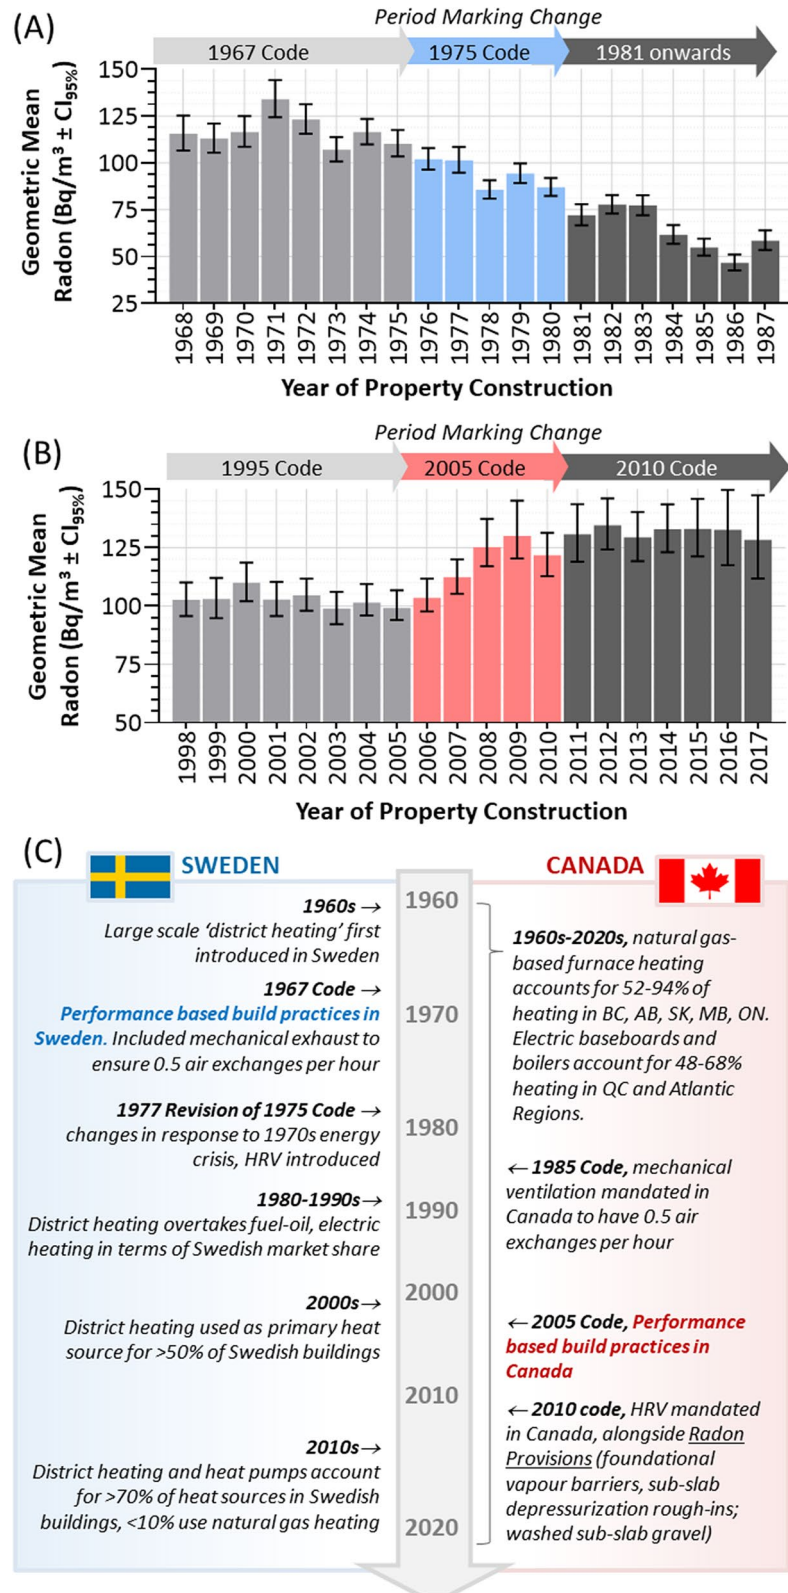 (A)
Period Marking Change
1967 Code
1975 Code
1981 onwards
Geometric Mean
Radon (Bq/m³ ± CI95%)
150
125
100
75
50
25
1968
1969
1970
1971
1972
1973
1974
1975
1976
1977
1978
1979
1980
1981
1982
1983
1984
1985
1986
1987
Year of Property Construction
(B)
Period Marking Change
1995 Code
2005 Code
2010 Code
Geometric Mean
Radon (Bq/m³ ± CI95%)
150
125
100
75
50
1998
1999
2000
2001
2002
2003
2004
2005
2006
2007
2008
2009
2010
2011
2012
2013
2014
2015
2016
2017
Year of Property Construction
(C)
SWEDEN
1960s →
Large scale ‘district heating’ first
introduced in Sweden
1967 Code →
Performance based build practices in
Sweden. Included mechanical exhaust to
ensure 0.5 air exchanges per hour
1977 Revision of 1975 Code →
changes in response to 1970s energy
crisis, HRV introduced
1980-1990s→
District heating overtakes fuel-oil, electric
heating in terms of Swedish market share
2000s→
District heating used as primary heat
source for >50% of Swedish buildings
2010s→
District heating and heat pumps account
for >70% of heat sources in Swedish
buildings, <10% use natural gas heating
1960
1970
1980
1990
2000
2010
2020
CANADA
1960s-2020s, natural gas-
based furnace heating
accounts for 52-94% of
heating in BC, AB, SK, MB, ON.
Electric baseboards and
boilers account for 48-68%
heating in QC and Atlantic
Regions.
← 1985 Code, mechanical
ventilation mandated in
Canada to have 0.5 air
exchanges per hour
← 2005 Code, Performance
based build practices in
Canada
← 2010 code, HRV mandated
in Canada, alongside Radon
Provisions (foundational
vapour barriers, sub-slab
depressurization rough-ins;
washed sub-slab gravel)